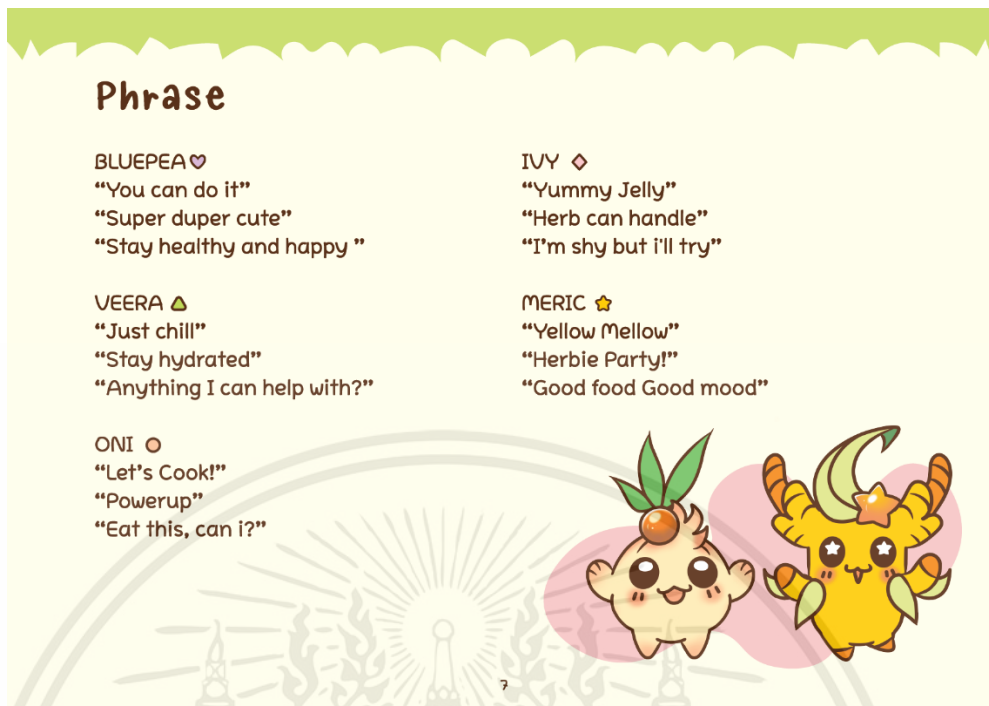 Phrase
BLUEPEA
“You can do it”
“Super duper cute”
“Stay healthy and happy ”
VEERA
“Just chill”
“Stay hydrated”
“Anything I can help with?”
ONI
“Let’s Cook!”
“Powerup”
“Eat this, can i?”
IVY
“Yummy Jelly”
“Herb can handle”
“I’m shy but i'll try”
MERIC
“Yellow Mellow”
“Herbie Party!”
“Good food Good mood”
7